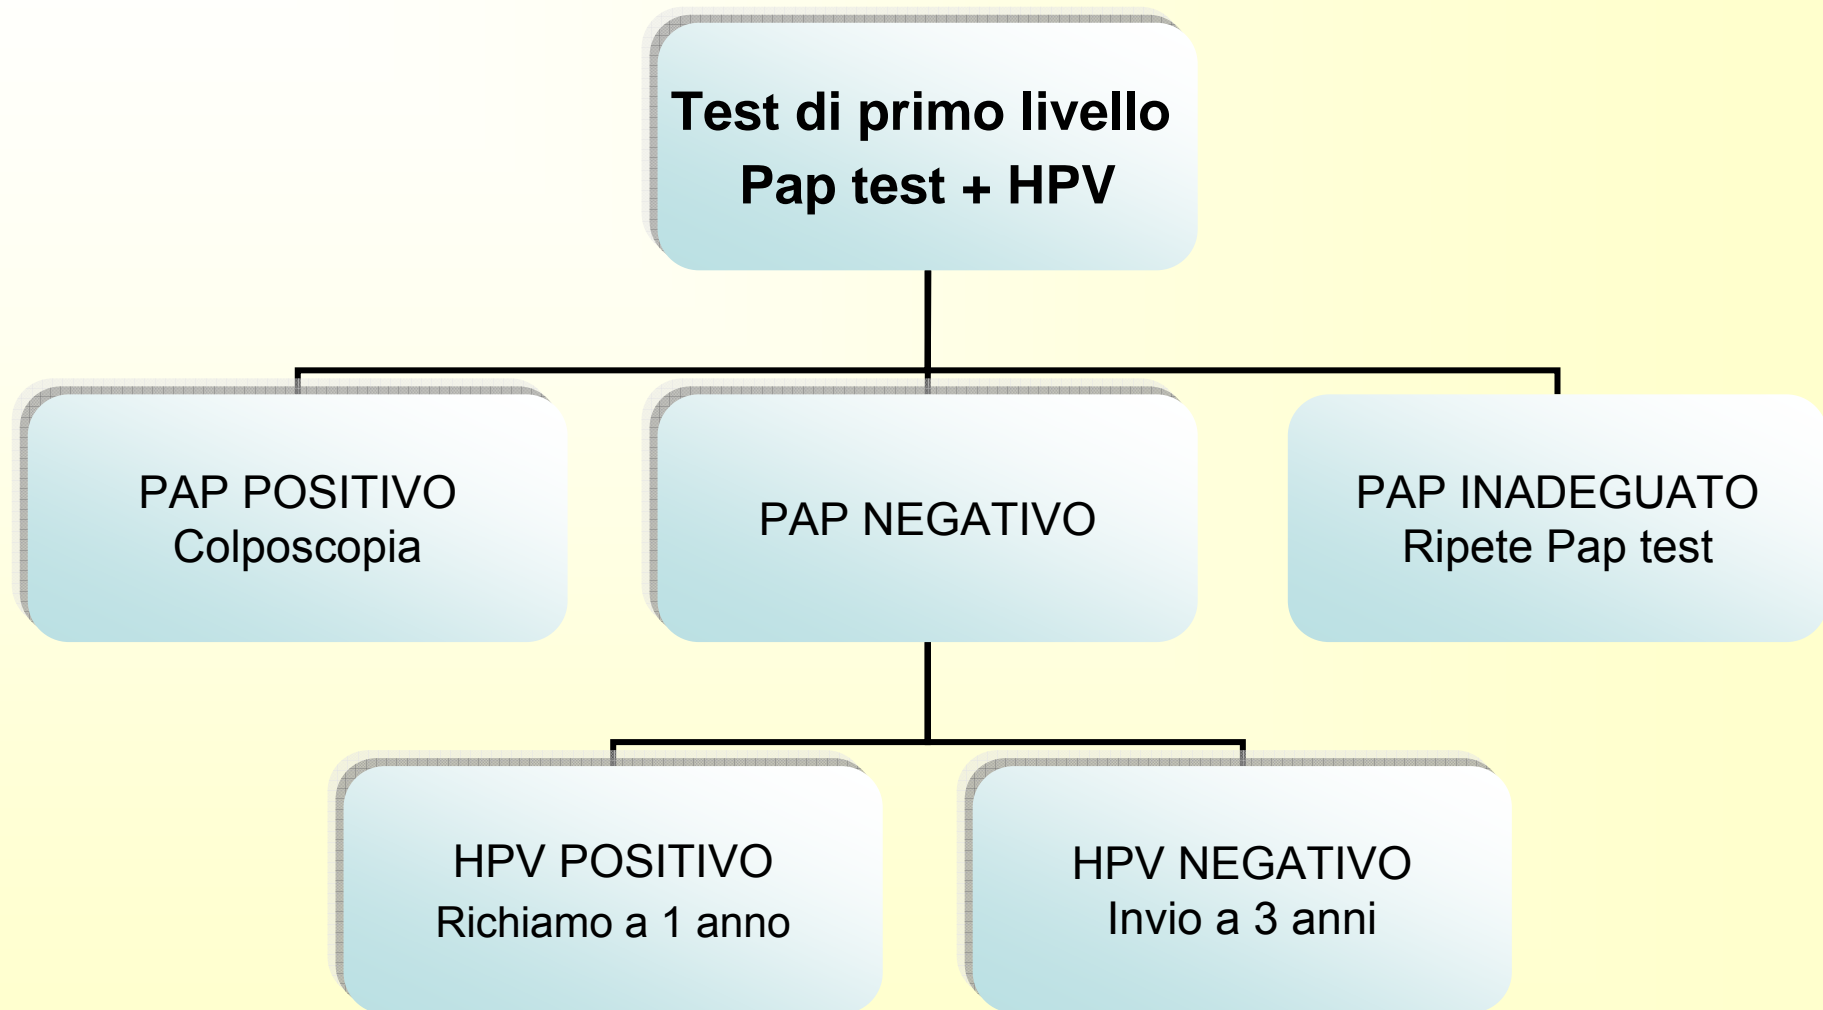 Test di primo livello
Pap test + HPV
PAP POSITIVO
Colposcopia
PAP NEGATIVO
PAP INADEGUATO
Ripete Pap test
HPV POSITIVO
Richiamo a 1 anno
HPV NEGATIVO
Invio a 3 anni